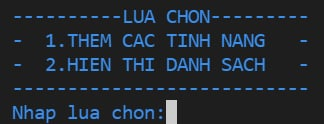 ----------LUA CHON---------
-  1.THEM CAC TINH NANG   -
-  2.HIEN THI DANH SACH   -
---------------------------
Nhap lua chon: